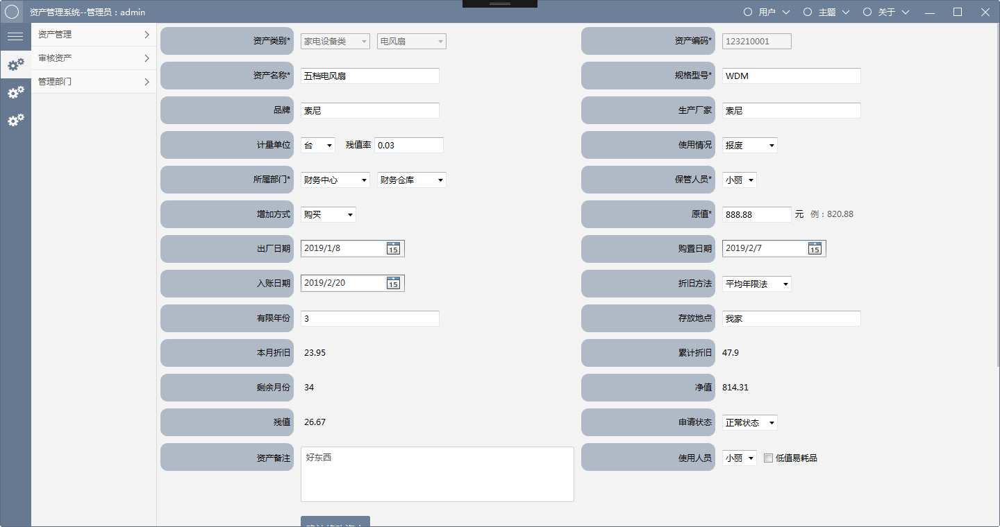 资产管理系统--管理员：admin
用户
主题
关于
资产管理
审核资产
管理部门
资产类别* 家电设备类 电风扇 资产编码* 123210001
资产名称* 五档电风扇 规格型号* WDM
品牌 索尼 生产厂家 索尼
计量单位 台 残值率 0.03 使用情况 报废
所属部门* 财务中心 财务仓库 保管人员* 小丽
增加方式 购买 原值* 888.88 元 例：820.88
出厂日期 2019/1/8 15 购置日期 2019/2/7 15
入账日期 2019/2/20 15 折旧方法 平均年限法
有限年份 3 存放地点 我家
本月折旧 23.95 累计折旧 47.9
剩余月份 34 净值 814.31
残值 26.67 申请状态 正常状态
资产备注 好东西 使用人员 小丽 低值易耗品